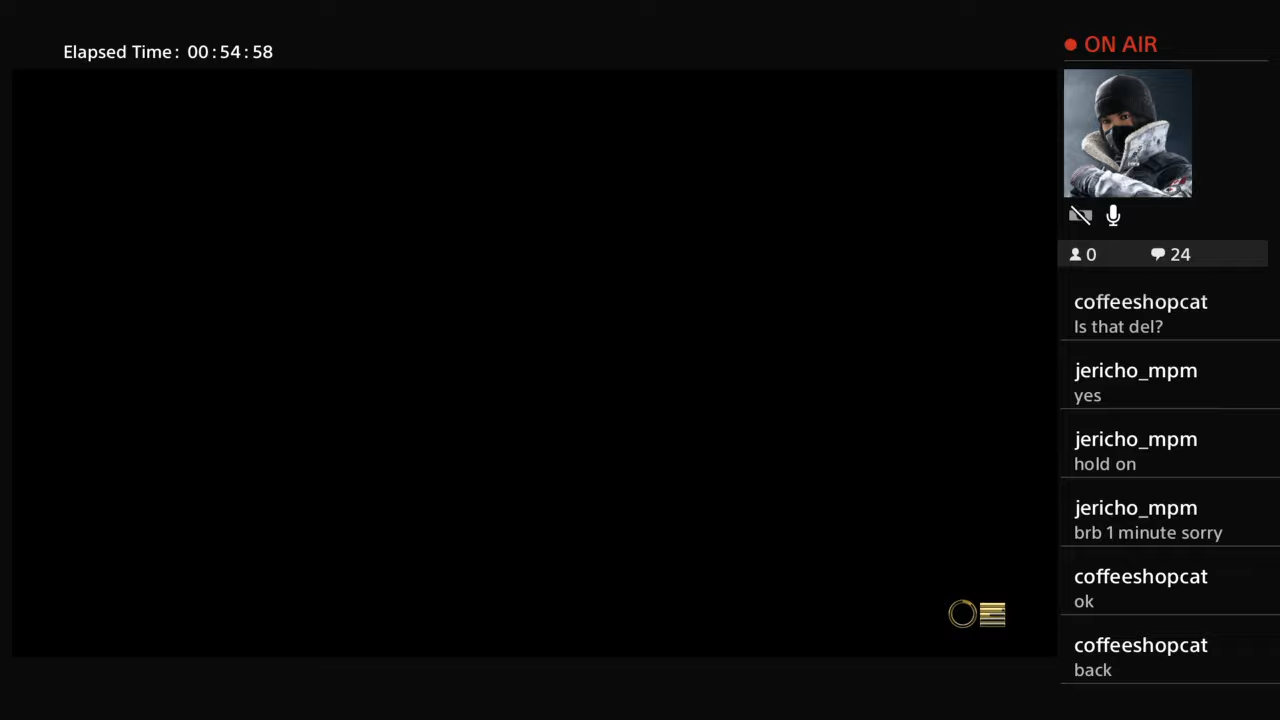 Elapsed Time: 00:54:58
ON AIR
0 24
coffeeshopcat
Is that del?
jericho_mpm
yes
jericho_mpm
hold on
jericho_mpm
brb 1 minute sorry
coffeeshopcat
ok
coffeeshopcat
back